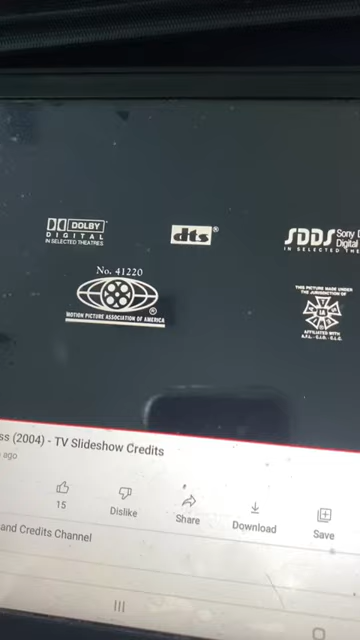 DOLBY
DIGITAL
IN SELECTED THEATRES
dts®
SDDS Sony D
Digital
IN SELECTED THE
No. 41220
®
MOTION PICTURE ASSOCIATION OF AMERICA
THIS PICTURE MADE UNDER
THE JURISDICTION OF
IA
AFFILIATED WITH
A.F.L. - C.I.O. - C.L.C.
ss (2004) - TV Slideshow Credits
ago
15
Dislike
Share
Download
Save
and Credits Channel